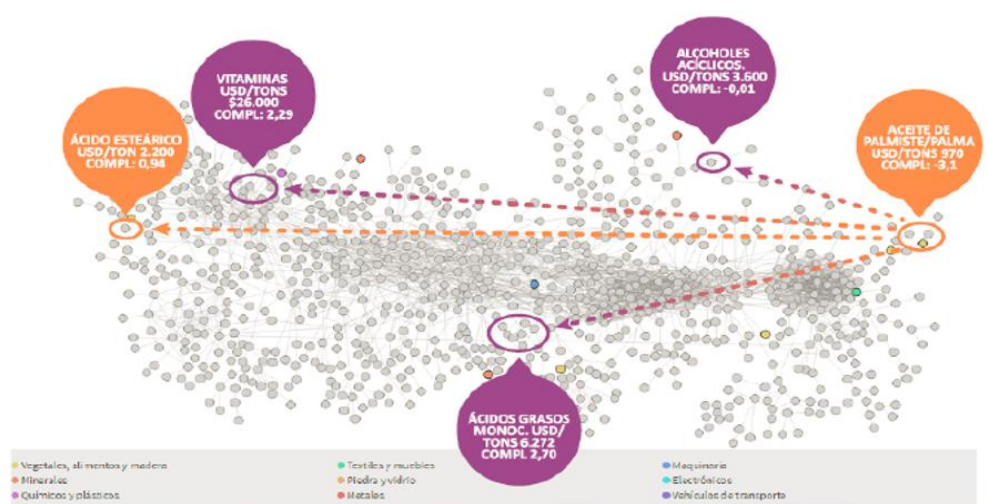 ALCOHOLES
ACÍCLICOS.
USD/TONS 3.600
COMPL: -0,01
VITAMINAS
USD/TONS
$26.000
COMPL: 2,29
ÁCIDO ESTEÁRICO
USD/TON 2.200
COMPL: 0,94
ACEITE DE
PALMISTE/PALMA
USD/TONS 970
COMPL: -3,1
ÁCIDOS GRASOS
MONOC. USD/
TONS 6.272
COMPL 2,70
Vegetales, alimentos y madera
Textiles y muebles
Maquinaria
Minerales
Piedra y vidrio
Electrónicos
Químicos y plásticos
Metales
Vehículos de transporte